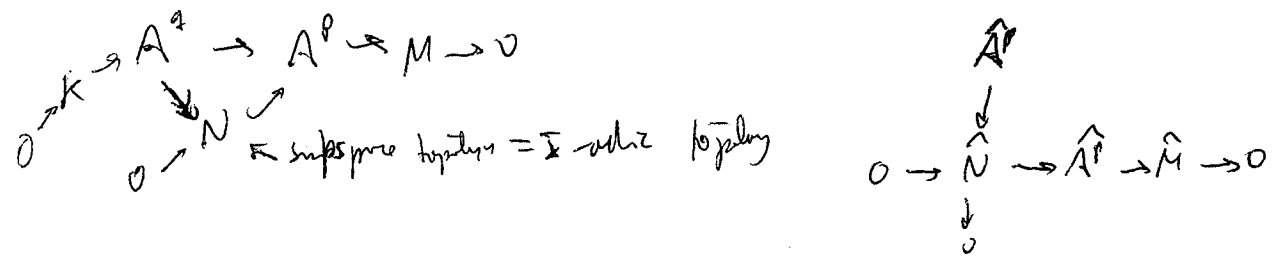 A^q → A^p → M → 0
0 → K →
0 → N ← subspace topology = I-adic topology
Â^p
↓
0 → N̂ → Â^p → M̂ → 0
↓
0